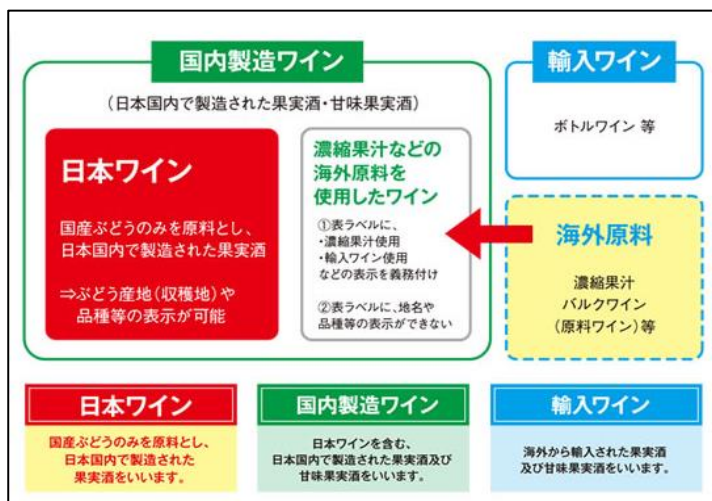 国内製造ワイン
（日本国内で製造された果実酒・甘味果実酒）
日本ワイン
国産ぶどうのみを原料とし、
日本国内で製造された果実酒
⇒ぶどう産地（収穫地）や
品種等の表示が可能
濃縮果汁などの
海外原料を
使用したワイン
①表ラベルに、
・濃縮果汁使用
・輸入ワイン使用
などの表示を義務付け
②表ラベルに、地名や
品種等の表示ができない
輸入ワイン
ボトルワイン 等
海外原料
濃縮果汁
バルクワイン
（原料ワイン）等
日本ワイン
国産ぶどうのみを原料とし、
日本国内で製造された
果実酒をいいます。
国内製造ワイン
日本ワインを含む、
日本国内で製造された果実酒及び
甘味果実酒をいいます。
輸入ワイン
海外から輸入された果実酒
及び甘味果実酒をいいます。